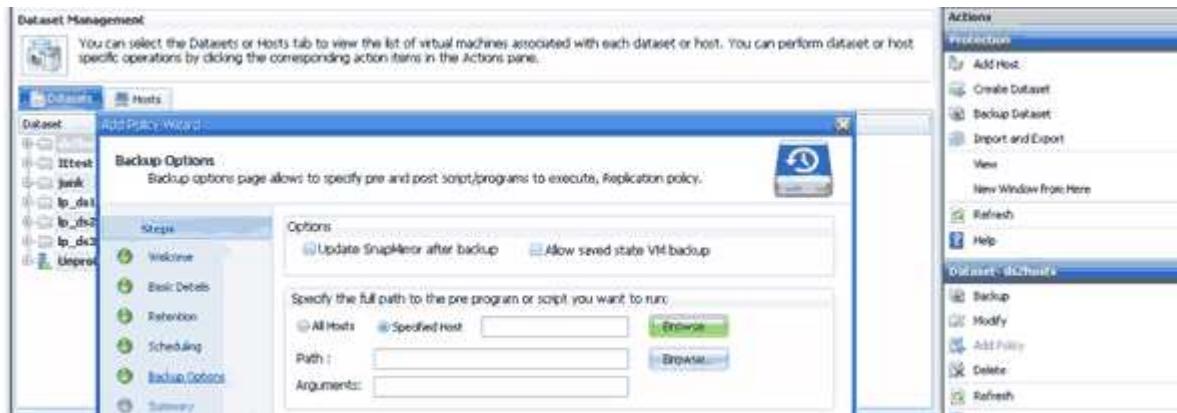 Dataset Management
You can select the Datasets or Hosts tab to view the list of virtual machines associated with each dataset or host. You can perform dataset or host
specific operations by clicking the corresponding action items in the Actions pane.
Datasets
Hosts
Dataset
ITtest
junk
lp_ds1
lp_ds2
lp_ds3
Add Policy Wizard
Backup Options
Backup options page allows to specify pre and post script/programs to execute, Replication policy.
Steps
Welcome
Basic Details
Retention
Scheduling
Backup Options
Summary
Options
Update SnapMirror after backup
Allow saved state VM backup
Specify the full path to the pre program or script you want to run:
All Hosts
Specified Host
Browse
Path :
Browse...
Arguments:
Actions
Protection
Add Host
Create Dataset
Backup Dataset
Import and Export
View
New Window from Here
Refresh
Help
Dataset- ds2hosts
Backup
Modify
Add Policy
Delete
Refresh